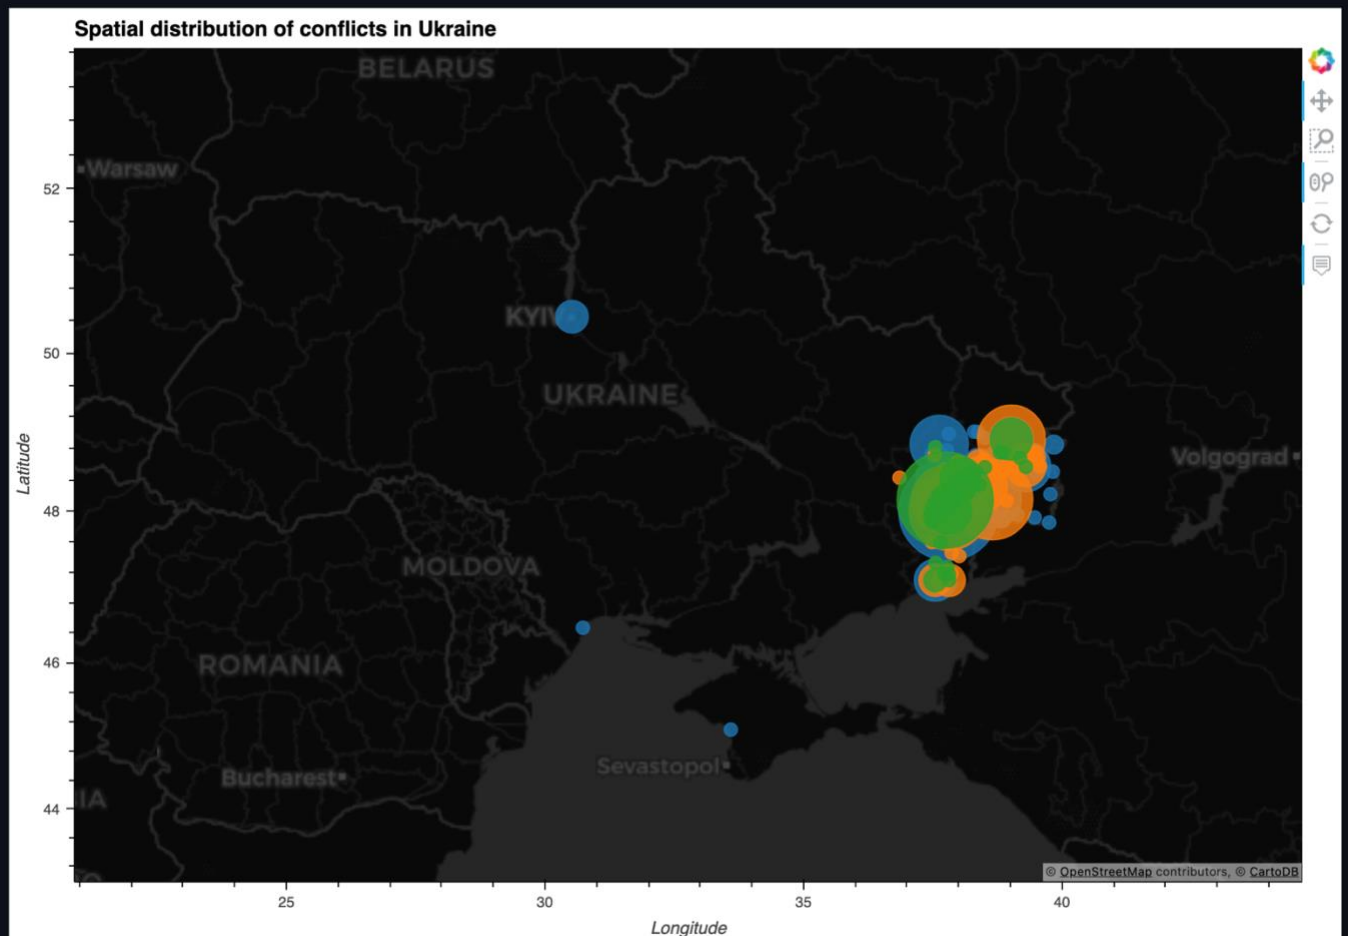 Spatial distribution of conflicts in Ukraine
BELARUS
Warsaw
52
KYIV
50
UKRAINE
Latitude
Volgograd
48
MOLDOVA
46
ROMANIA
Sevastopol
Bucharest
IA
44
© OpenStreetMap contributors, © CartoDB
25
30
35
40
Longitude